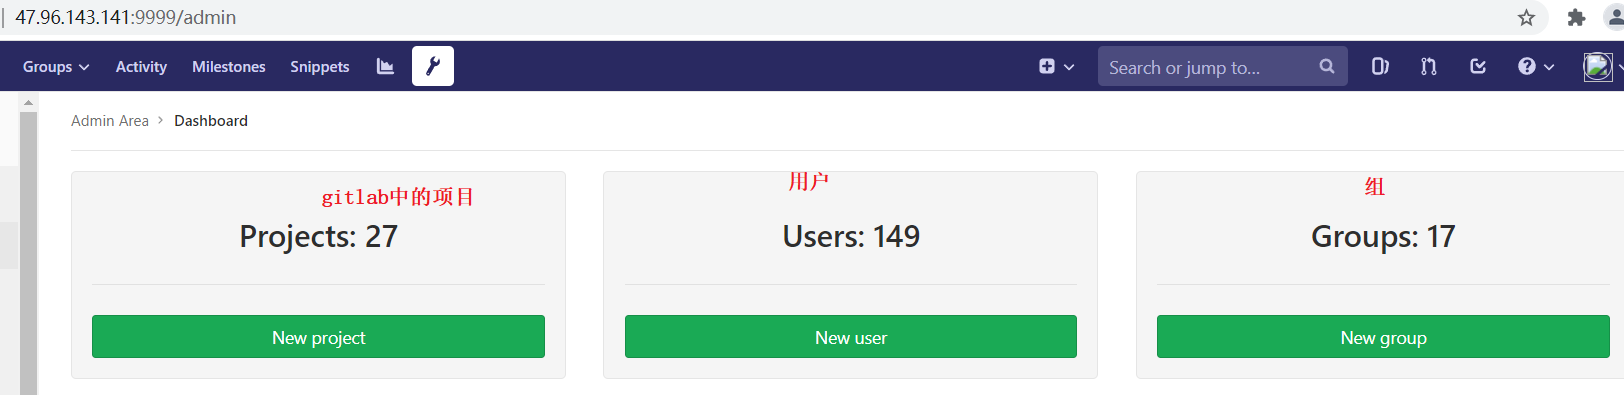 47.96.143.141:9999/admin
Groups Activity Milestones Snippets Search or jump to...
Admin Area > Dashboard
gitlab中的项目
Projects: 27
New project
用户
Users: 149
New user
组
Groups: 17
New group